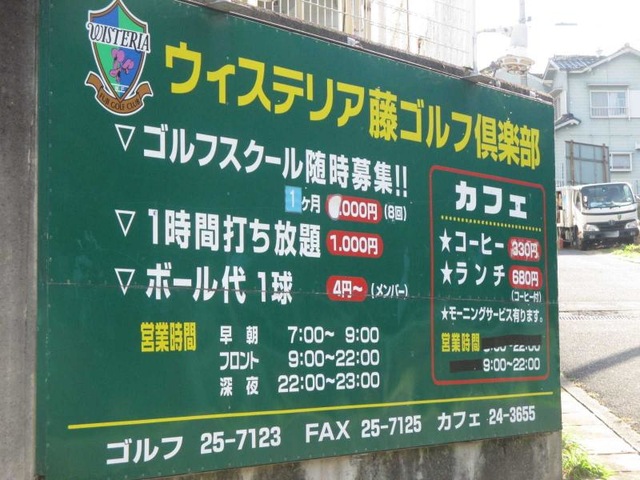 WISTERIA
FUJI GOLF CLUB
ウィステリア藤ゴルフ倶楽部
▽ゴルフスクール随時募集!!
1ヶ月 .000円 (8回)
▽1時間打ち放題 1.000円
▽ボール代 1球 4円~ (メンバー)
営業時間 早朝 7:00~ 9:00
フロント 9:00~22:00
深夜 22:00~23:00
カフェ
★コーヒー 330円
★ランチ 680円
(コーヒー付)
★モーニングサービス有ります。
営業時間
9:00~22:00
ゴルフ 25-7123 FAX 25-7125 カフェ 24-3655